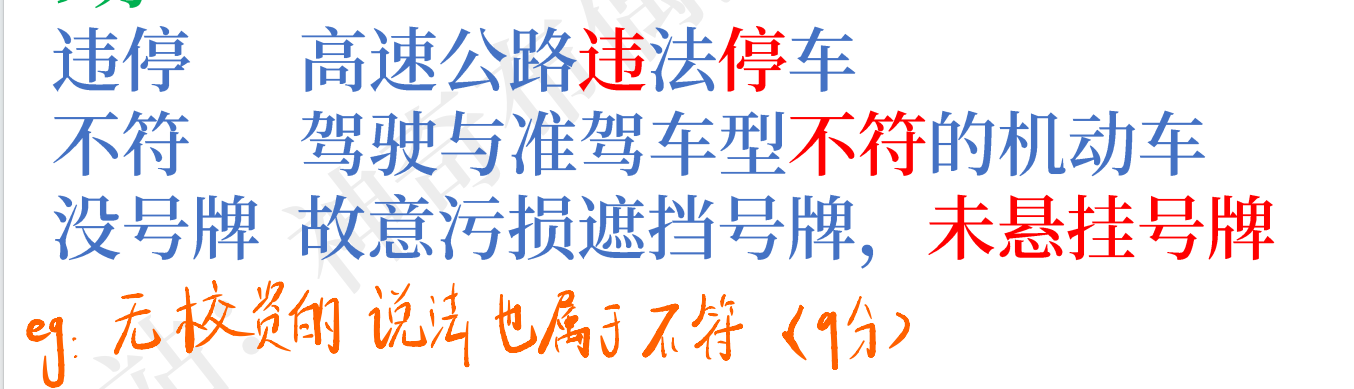 违停 高速公路违法停车
不符 驾驶与准驾车型不符的机动车
没号牌 故意污损遮挡号牌，未悬挂号牌
eg: 无校资的说法也属于不符（9分）